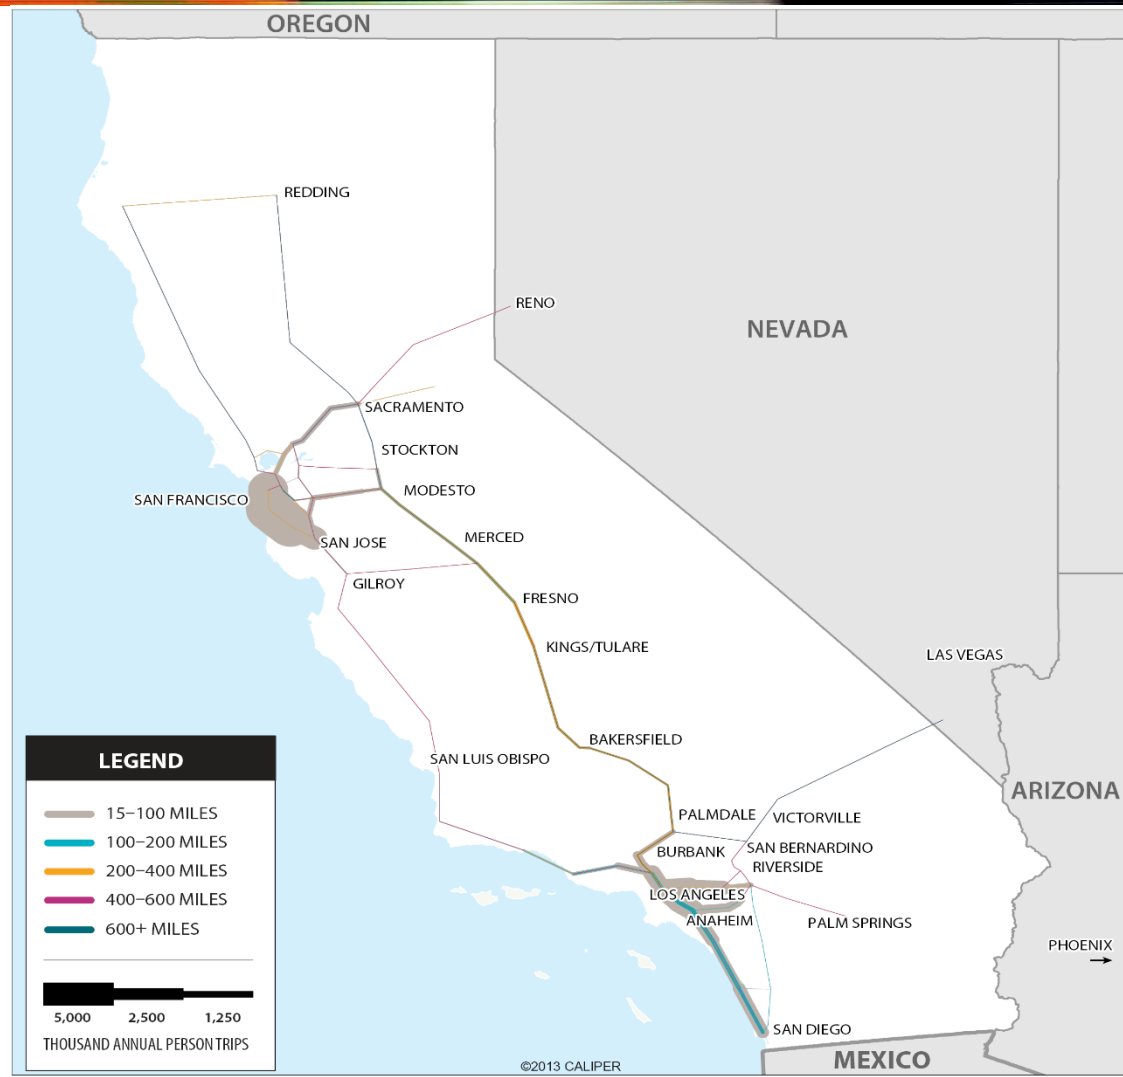 OREGON
REDDING
RENO
NEVADA
SACRAMENTO
STOCKTON
MODESTO
SAN FRANCISCO
MERCED
SAN JOSE
GILROY
FRESNO
KINGS/TULARE
LAS VEGAS
BAKERSFIELD
SAN LUIS OBISPO
ARIZONA
PALMDALE
VICTORVILLE
BURBANK
SAN BERNARDINO
RIVERSIDE
LOS ANGELES
ANAHEIM
PALM SPRINGS
PHOENIX
SAN DIEGO
MEXICO
LEGEND
15–100 MILES
100–200 MILES
200–400 MILES
400–600 MILES
600+ MILES
5,000 2,500 1,250
THOUSAND ANNUAL PERSON TRIPS
©2013 CALIPER